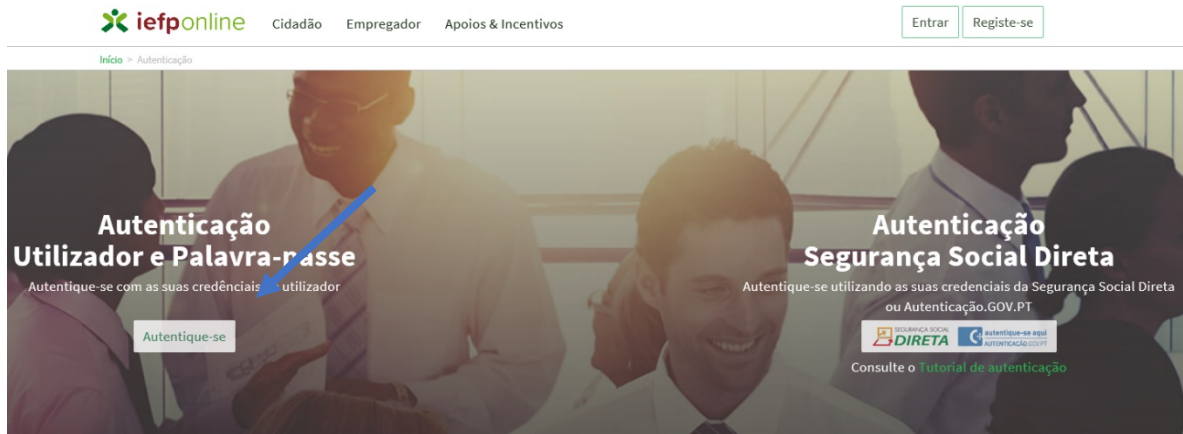 iefponline Cidadão Empregador Apoios & Incentivos Entrar Registe-se
Início > Autenticação
Autenticação
Utilizador e Palavra-passe
Autentique-se com as suas credênciais de utilizador
Autentique-se
Autenticação
Segurança Social Direta
Autentique-se utilizando as suas credenciais da Segurança Social Direta
ou Autenticação.GOV.PT
SEGURANÇA SOCIAL
DIRETA
autentique-se aqui
AUTENTICAÇÃO.GOV.PT
Consulte o Tutorial de autenticação